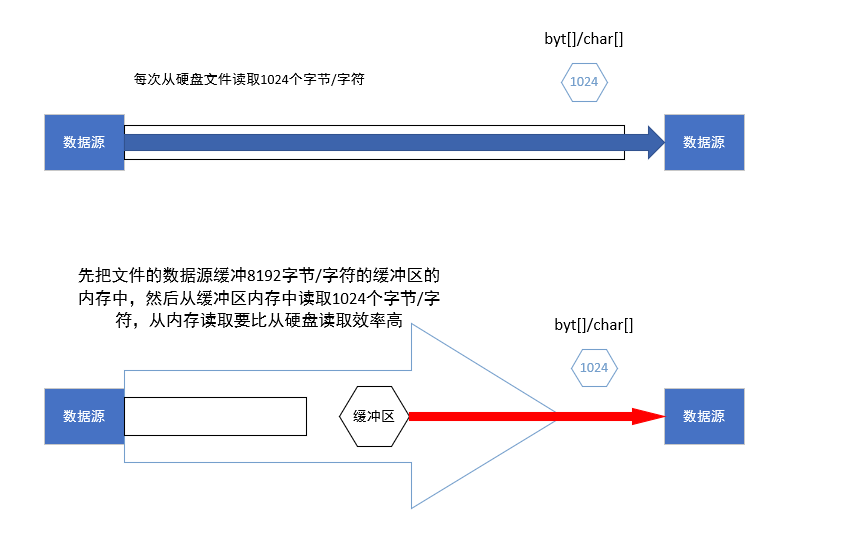 byt[]/char[]
每次从硬盘文件读取1024个字节/字符
1024
数据源
数据源
先把文件的数据源缓冲8192字节/字符的缓冲区的
内存中，然后从缓冲区内存中读取1024个字节/字
符，从内存读取要比从硬盘读取效率高
byt[]/char[]
1024
数据源
缓冲区
数据源